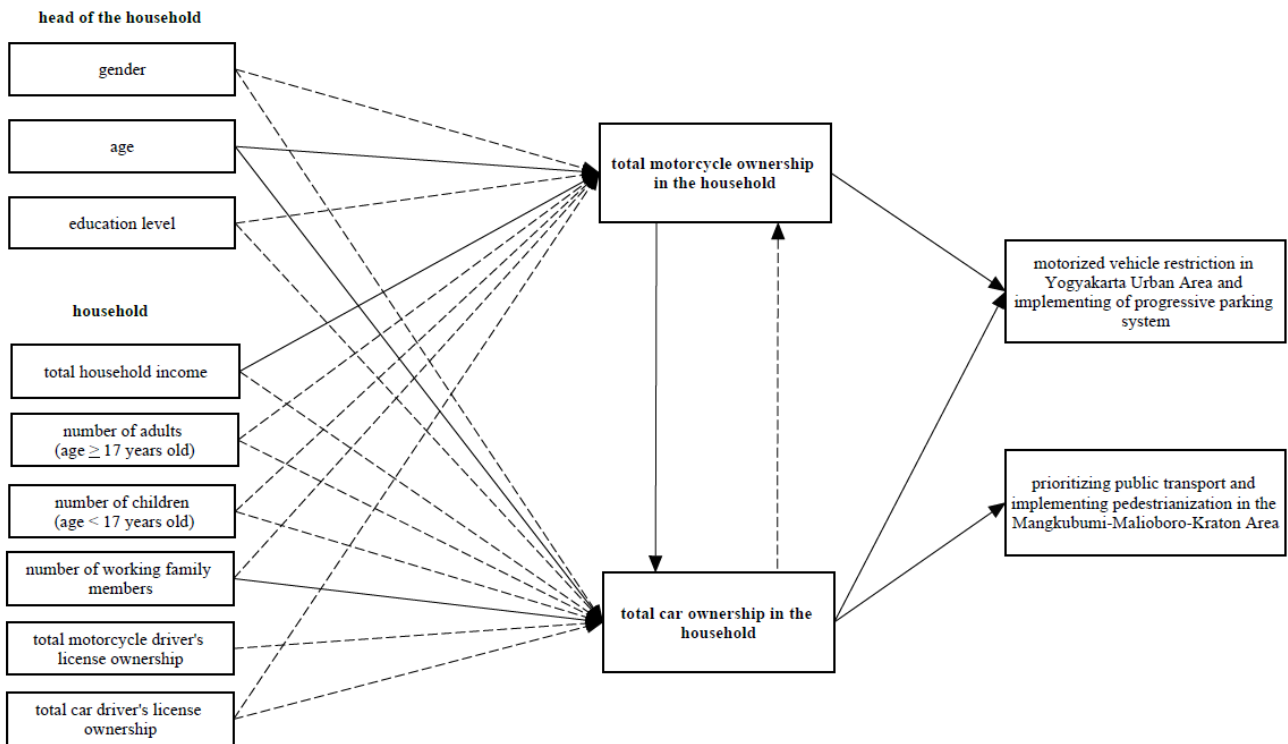 head of the household
gender
age
education level
household
total household income
number of adults
(age ≥ 17 years old)
number of children
(age < 17 years old)
number of working family
members
total motorcycle driver's
license ownership
total car driver's license
ownership
total motorcycle ownership
in the household
total car ownership in the
household
motorized vehicle restriction in
Yogyakarta Urban Area and
implementing of progressive parking
system
prioritizing public transport and
implementing pedestrianization in the
Mangkubumi-Malioboro-Kraton Area